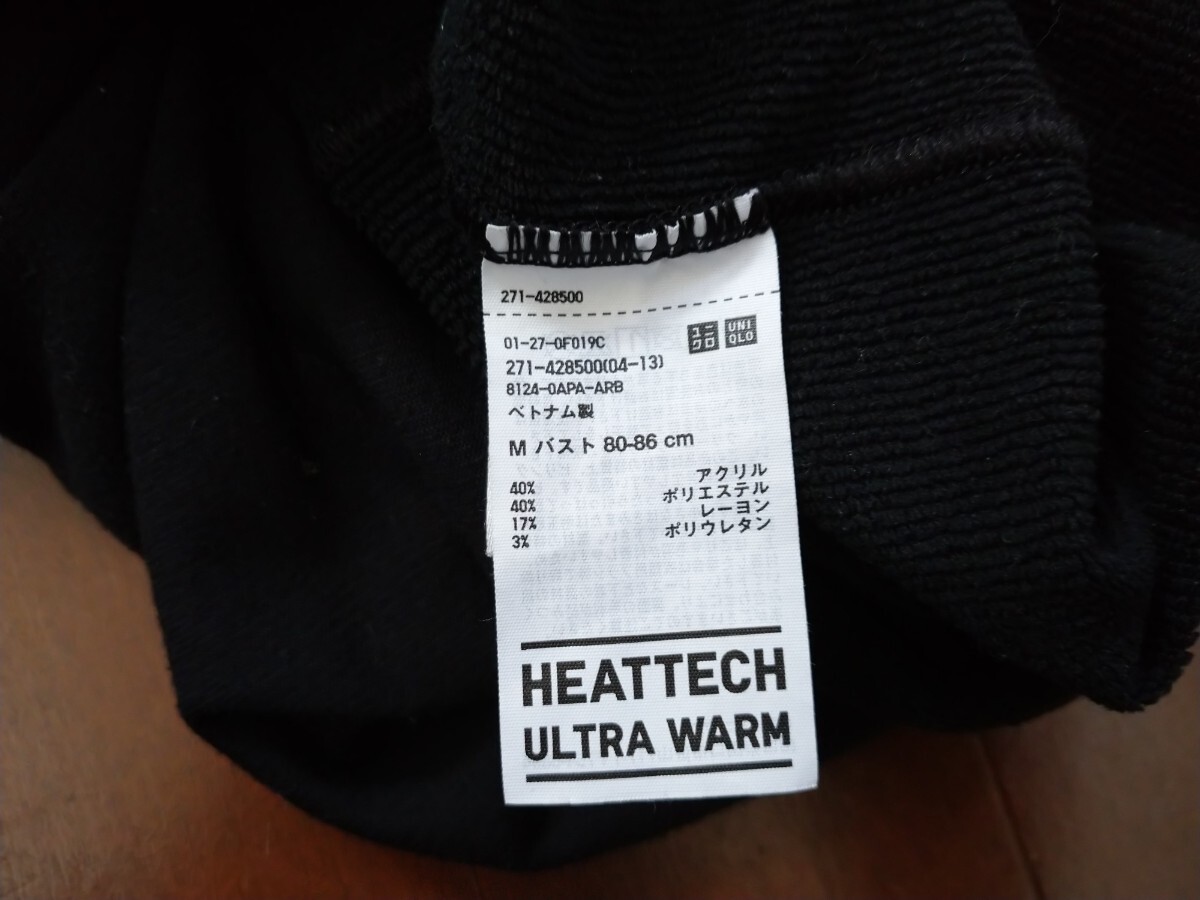 271-428500
ユニクロ UNIQLO
01-27-0F019C
271-428500(04-13)
8124-0APA-ARB
ベトナム製
M バスト 80-86 cm
40% アクリル
40% ポリエステル
17% レーヨン
3% ポリウレタン
HEATTECH
ULTRA WARM